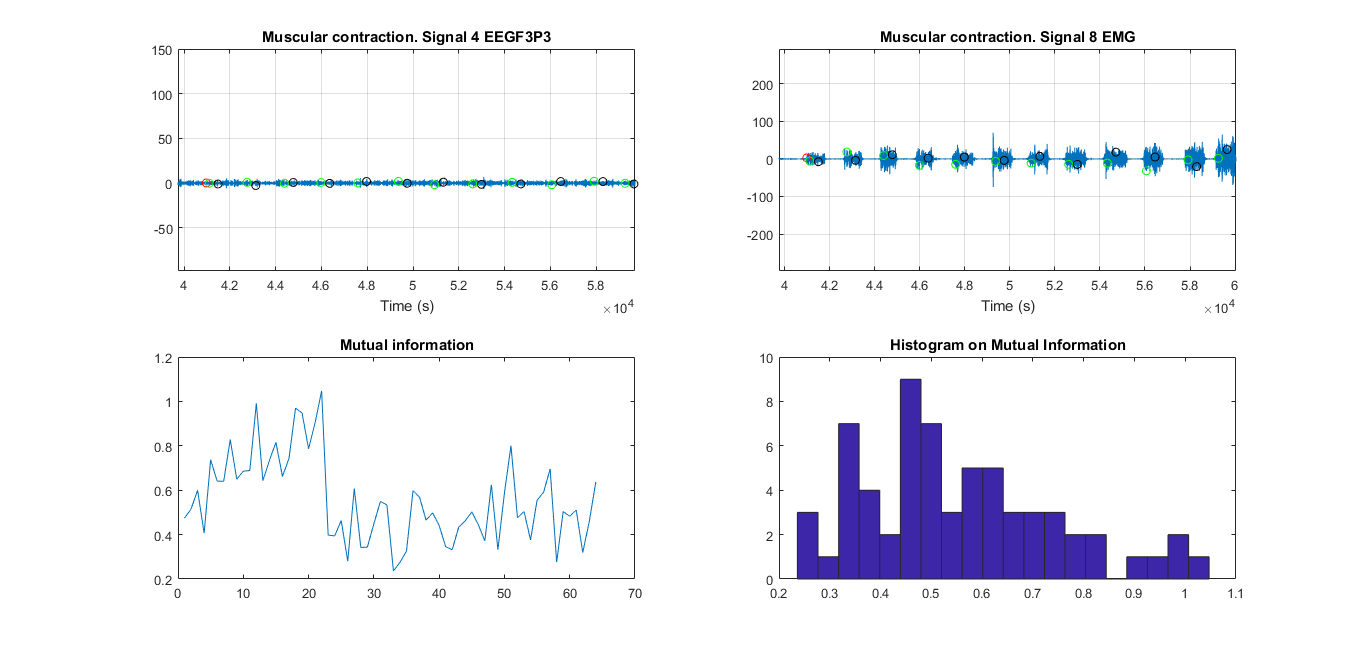 Muscular contraction. Signal 4 EEGF3P3
150
100
50
0
-50
4 4.2 4.4 4.6 4.8 5 5.2 5.4 5.6 5.8
Time (s)
×10^4
Muscular contraction. Signal 8 EMG
200
100
0
-100
-200
4 4.2 4.4 4.6 4.8 5 5.2 5.4 5.6 5.8 6
Time (s)
×10^4
Mutual information
1.2
1
0.8
0.6
0.4
0.2
0 10 20 30 40 50 60 70
Histogram on Mutual Information
10
8
6
4
2
0
0.2 0.3 0.4 0.5 0.6 0.7 0.8 0.9 1 1.1